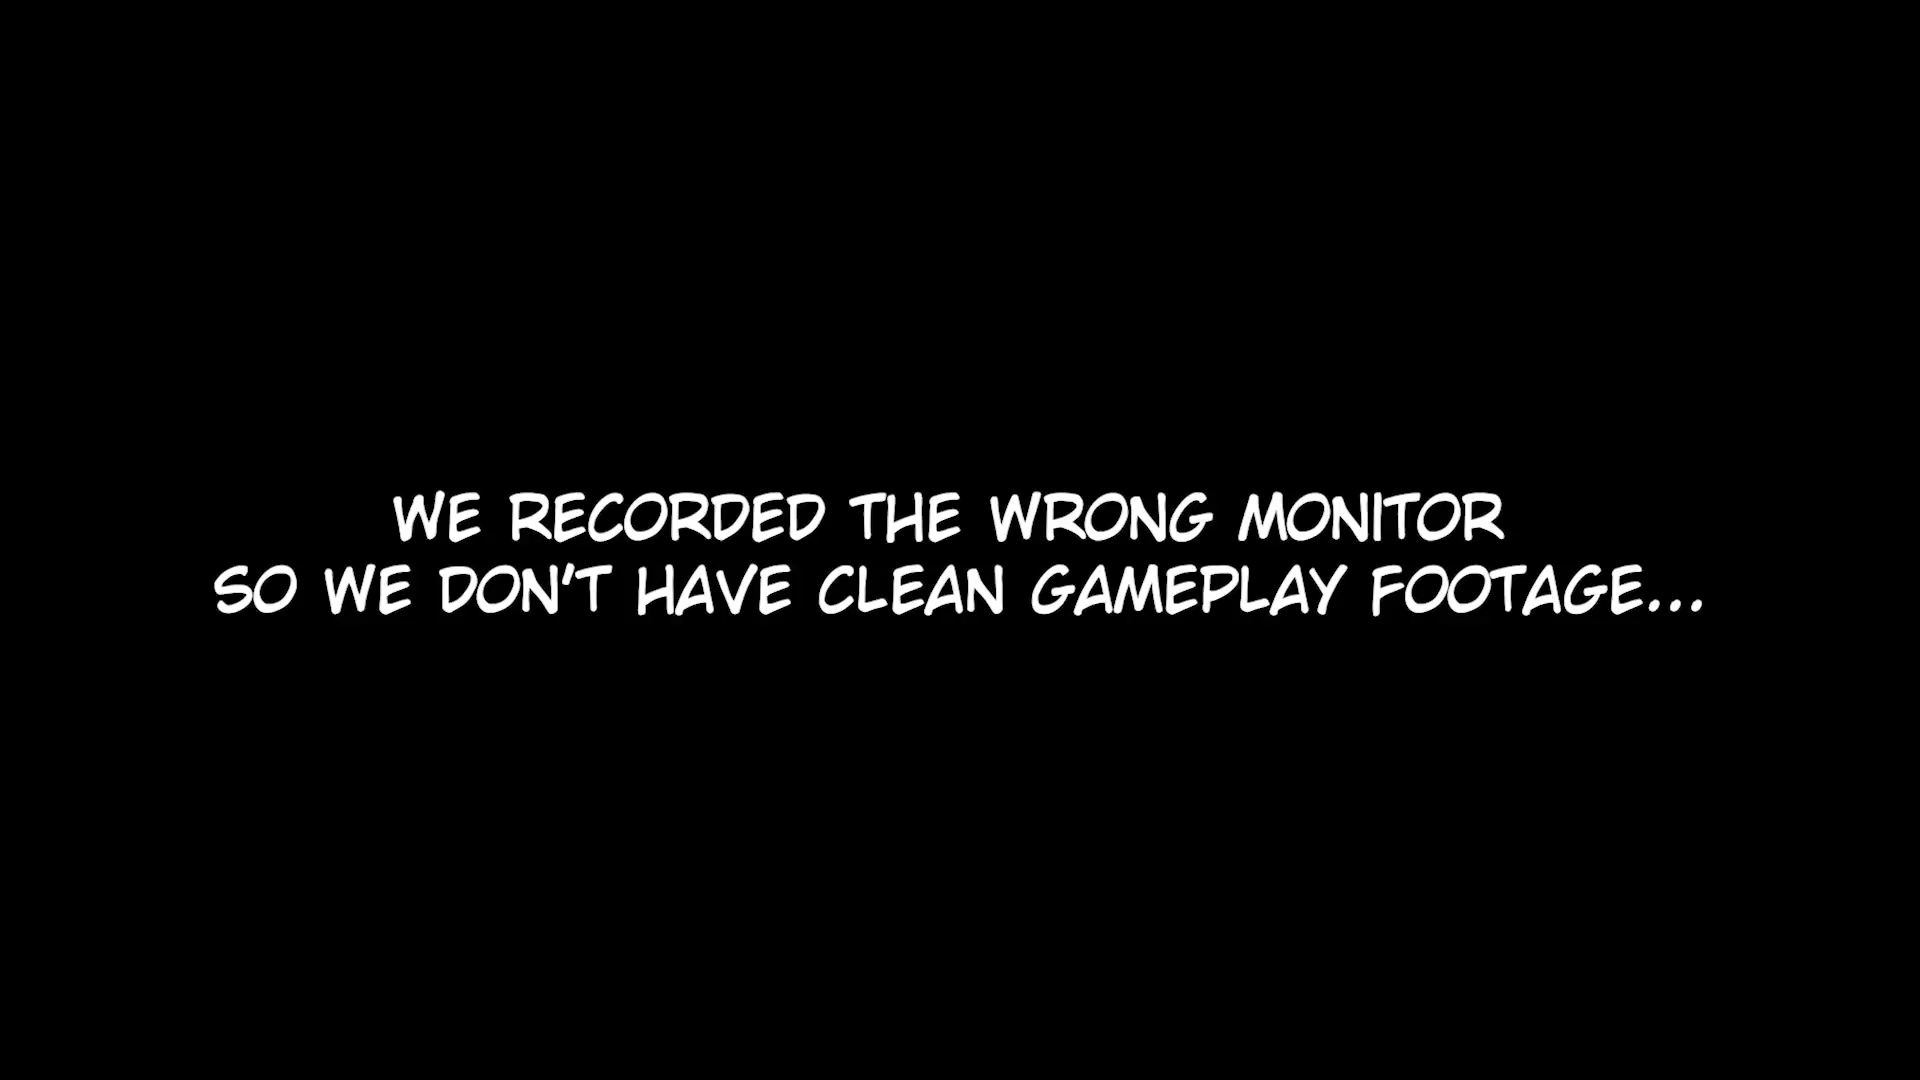 WE RECORDED THE WRONG MONITOR
SO WE DON'T HAVE CLEAN GAMEPLAY FOOTAGE...